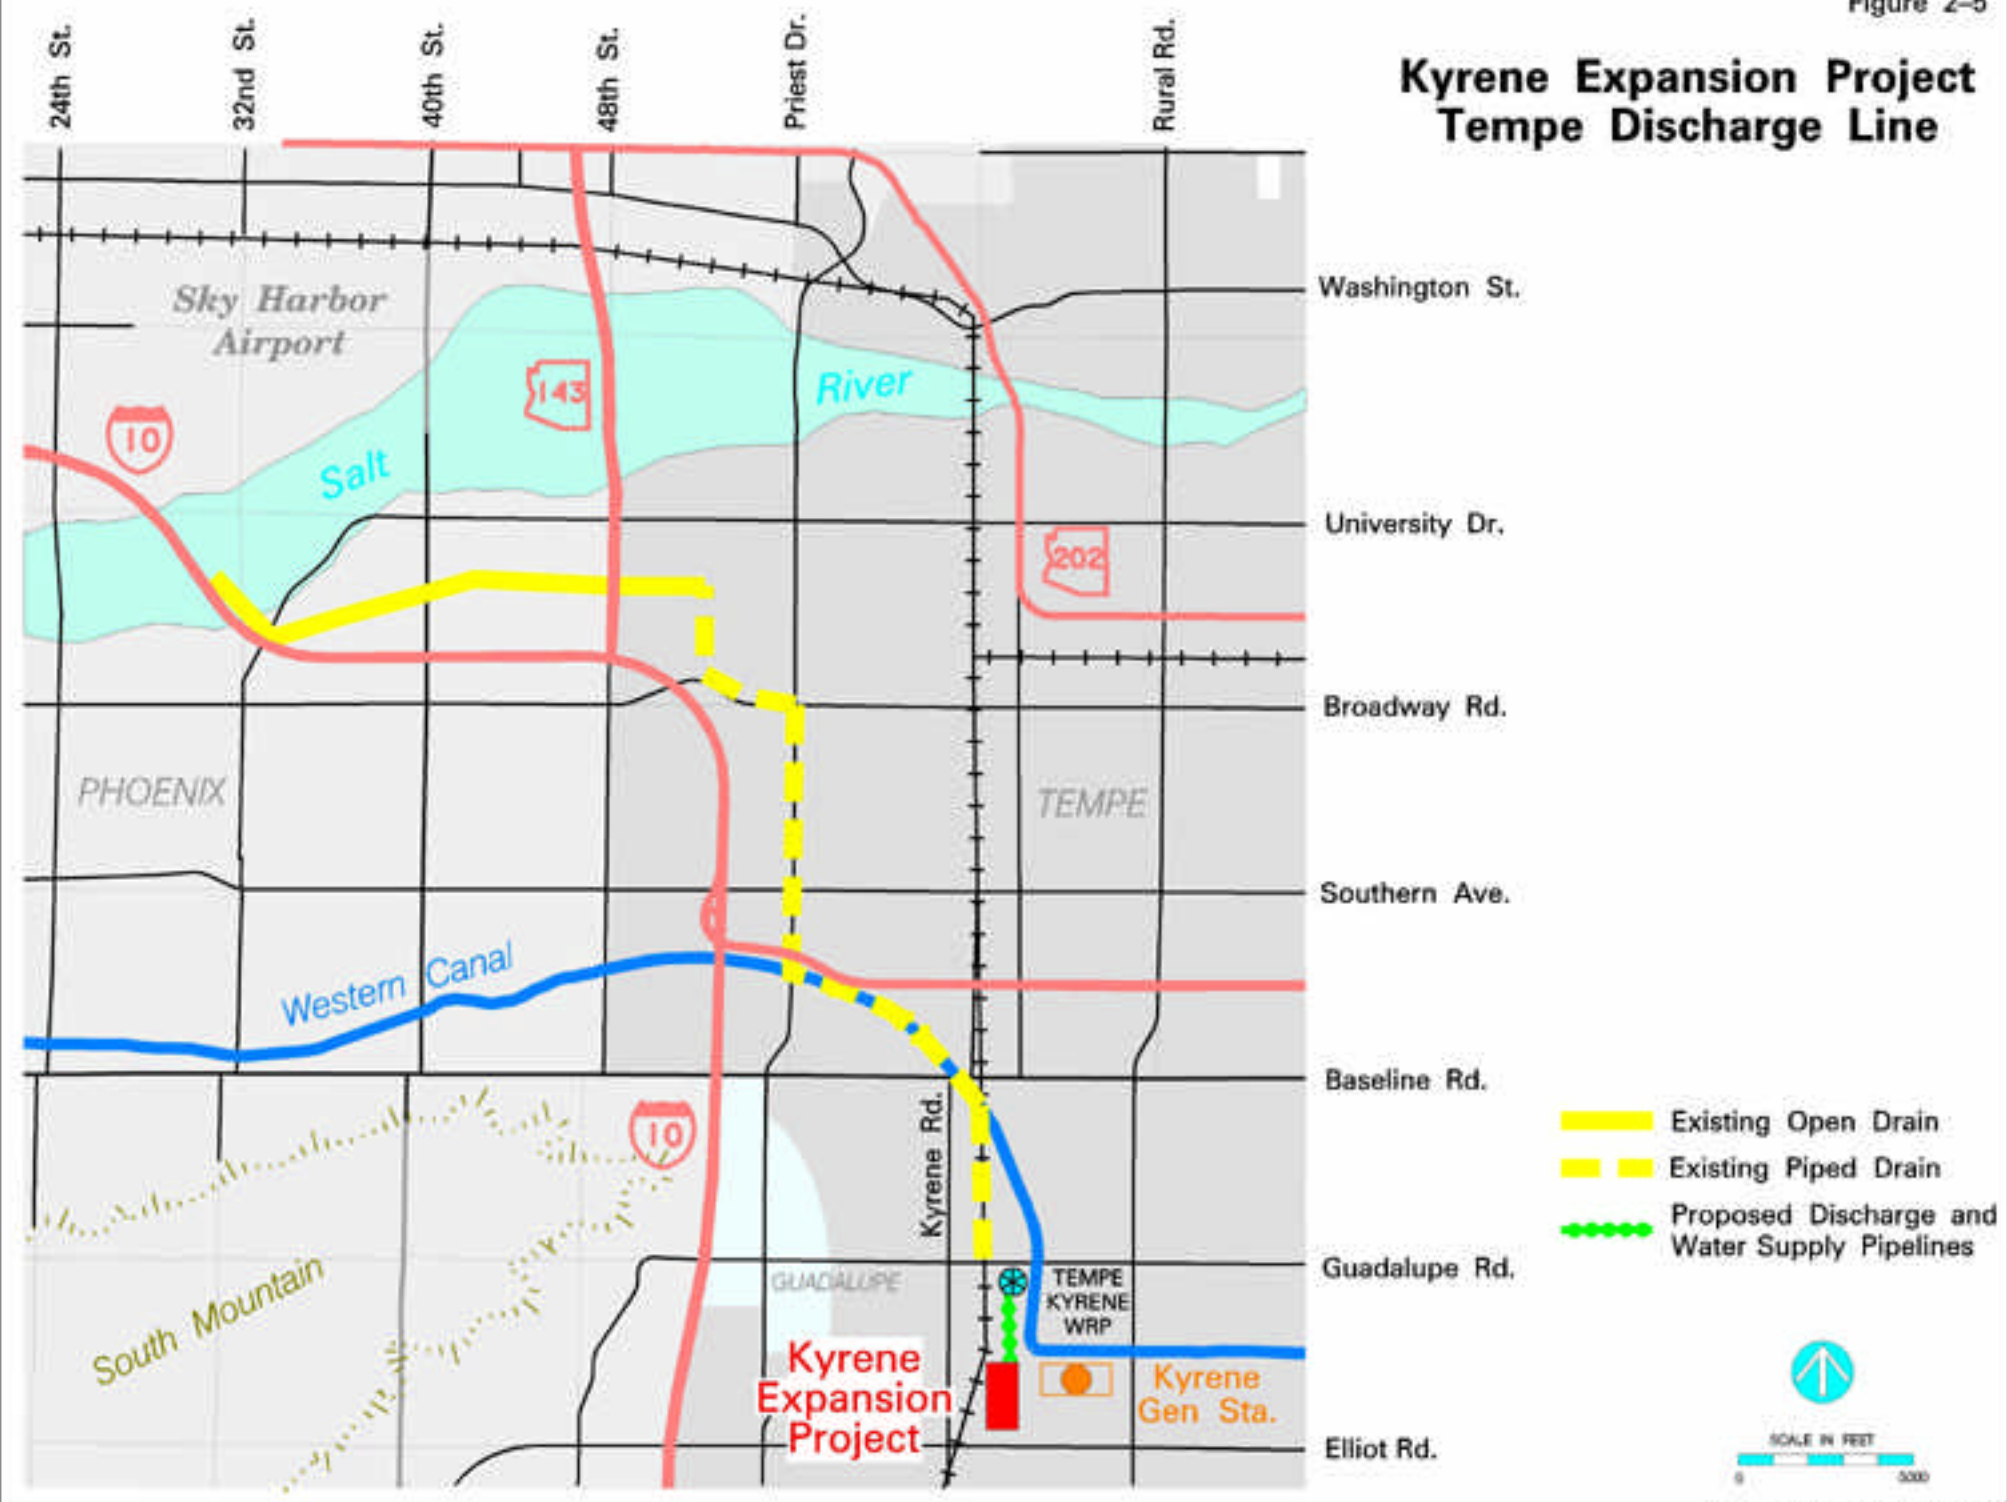 Figure 2-5
Kyrene Expansion Project
Tempe Discharge Line
24th St.
32nd St.
40th St.
48th St.
Priest Dr.
Rural Rd.
Washington St.
Sky Harbor
Airport
143
River
10
Salt
University Dr.
202
Broadway Rd.
PHOENIX
TEMPE
Southern Ave.
Western Canal
Baseline Rd.
Kyrene Rd.
10
Existing Open Drain
Existing Piped Drain
Proposed Discharge and
Water Supply Pipelines
Guadalupe Rd.
GUADALUPE
TEMPE
KYRENE
WRP
South Mountain
Kyrene
Expansion
Project
Kyrene
Gen Sta.
Elliot Rd.
SCALE IN FEET
0 5000